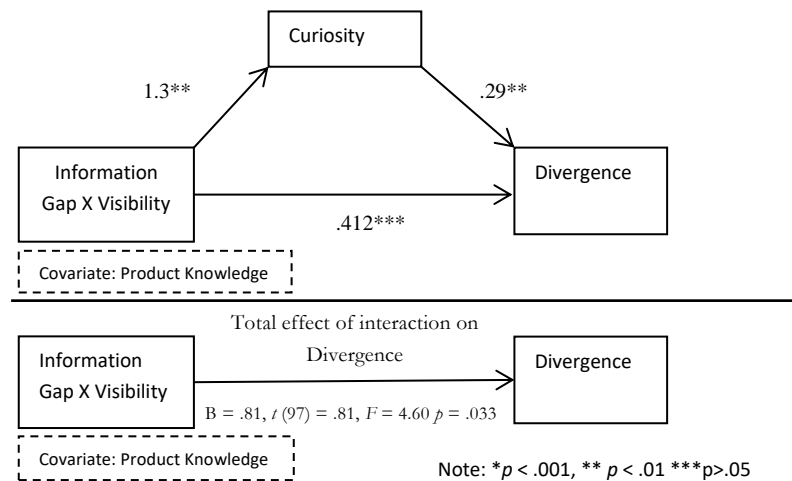 Curiosity
1.3**
.29**
Information
Gap X Visibility
Divergence
.412***
Covariate: Product Knowledge
Total effect of interaction on
Divergence
Information
Gap X Visibility
Divergence
B = .81, t (97) = .81, F = 4.60 p = .033
Covariate: Product Knowledge
Note: *p < .001, ** p < .01 ***p>.05